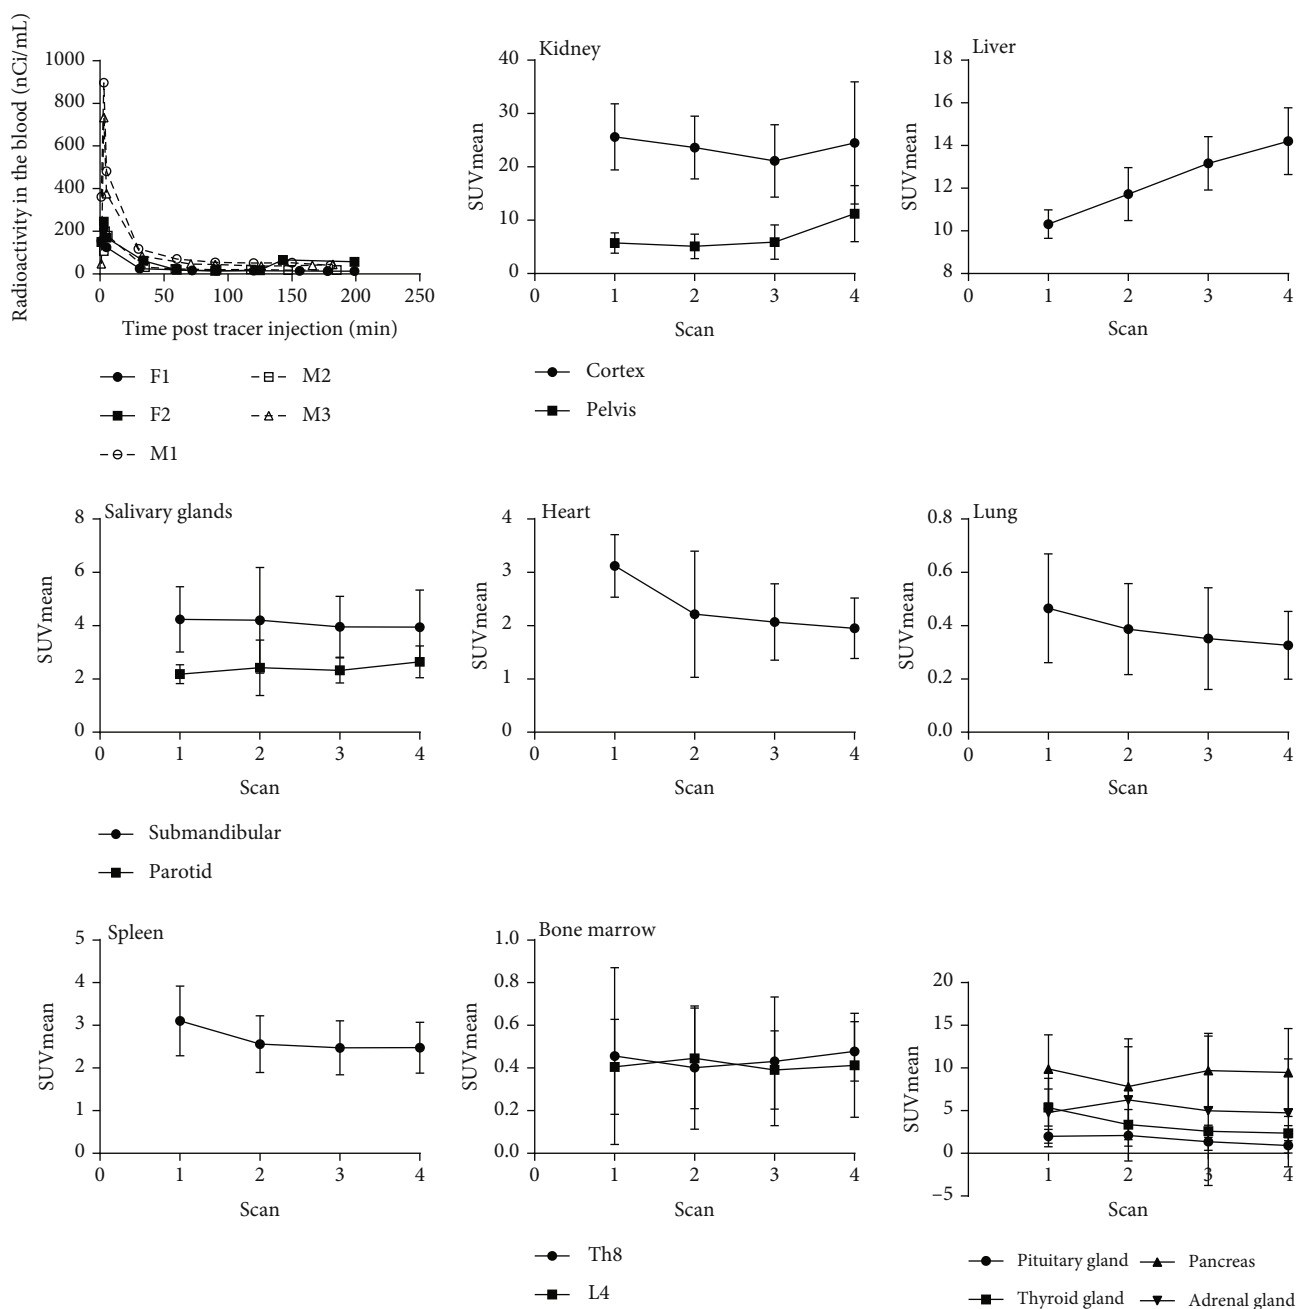 Radioactivity in the blood (nCi/mL)
1000
800
600
400
200
0
0 50 100 150 200 250
Time post tracer injection (min)
F1
M2
F2
M3
M1
Kidney
SUVmean
40
30
20
10
0
0 1 2 3 4
Scan
Cortex
Pelvis
Liver
SUVmean
18
16
14
12
10
8
0 1 2 3 4
Scan
Salivary glands
SUVmean
8
6
4
2
0
0 1 2 3 4
Scan
Submandibular
Parotid
Heart
SUVmean
4
3
2
1
0
0 1 2 3 4
Scan
Lung
SUVmean
0.8
0.6
0.4
0.2
0.0
0 1 2 3 4
Scan
Spleen
SUVmean
5
4
3
2
1
0
0 1 2 3 4
Scan
Bone marrow
SUVmean
1.0
0.8
0.6
0.4
0.2
0.0
0 1 2 3 4
Scan
Th8
L4
SUVmean
20
15
10
5
0
−5
1 2 3 4
Scan
Pituitary gland
Pancreas
Thyroid gland
Adrenal gland